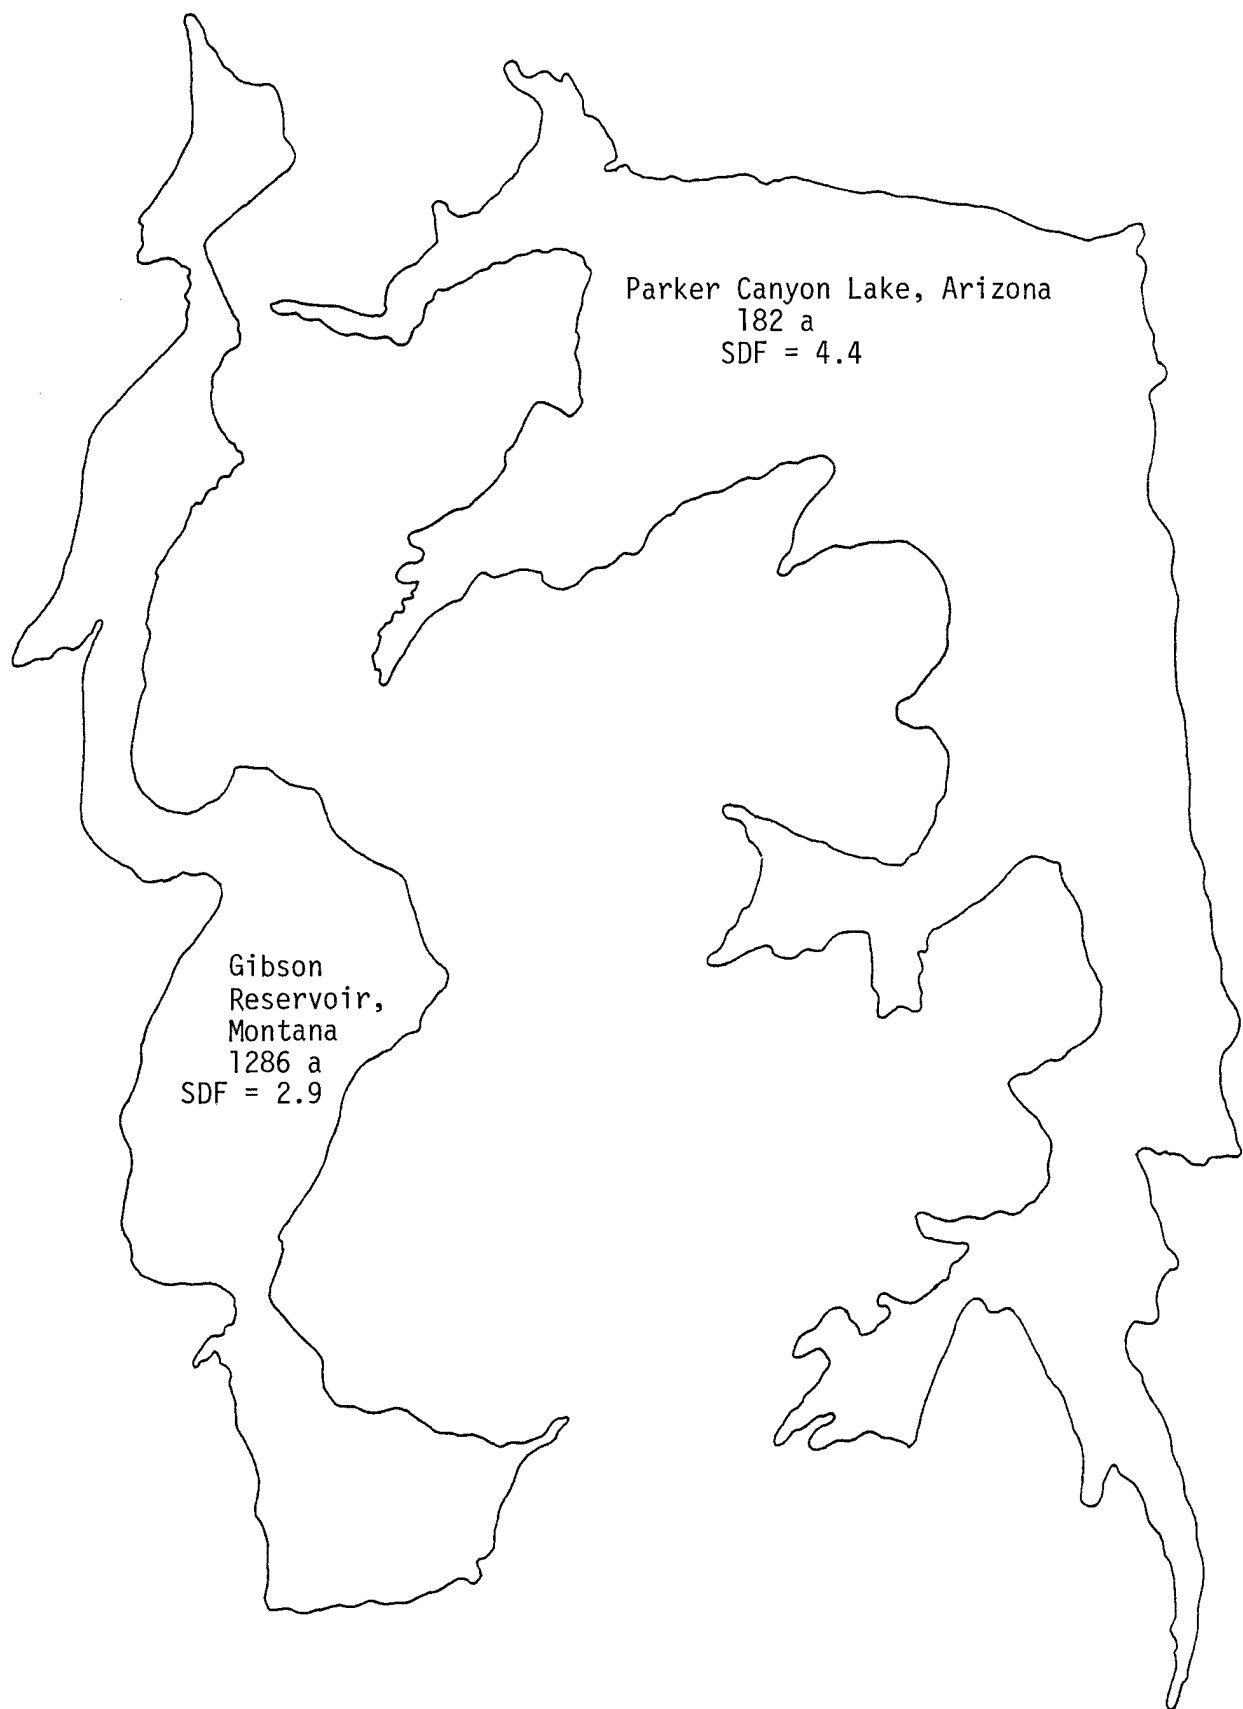 Parker Canyon Lake, Arizona
182 a
SDF = 4.4
Gibson
Reservoir,
Montana
1286 a
SDF = 2.9